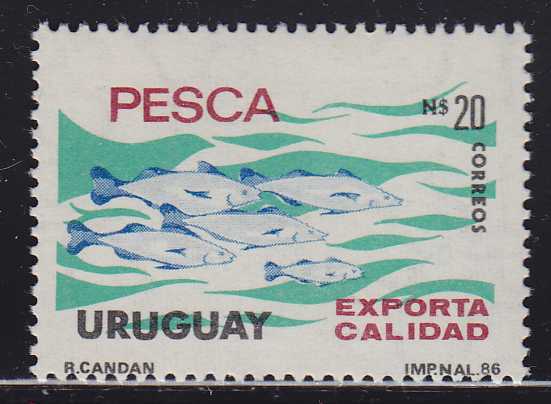 PESCA
N$ 20
CORREOS
EXPORTA
CALIDAD
URUGUAY
R.CANDAN
IMP.NAL.86